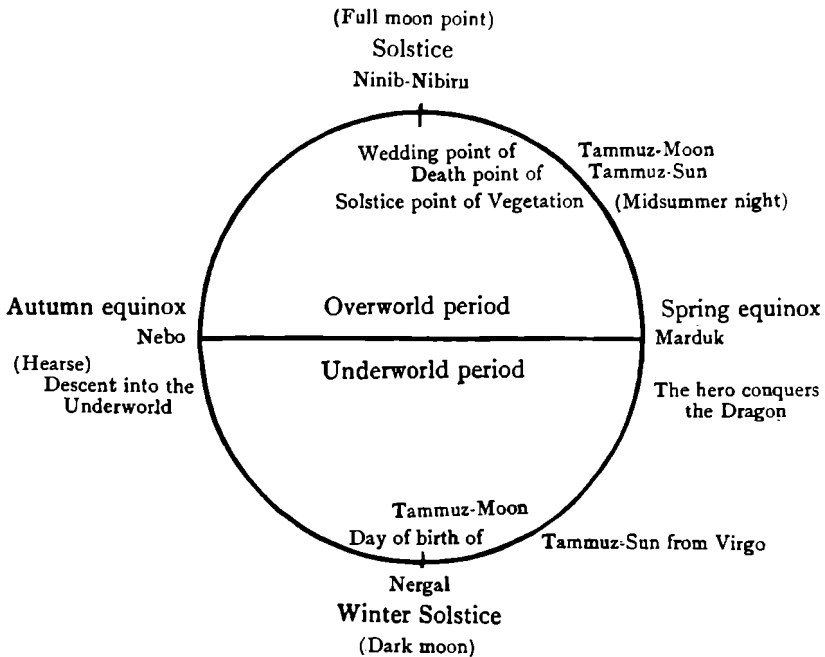 (Full moon point)
Solstice
Ninib-Nibiru
Wedding point of Tammuz-Moon
Death point of Tammuz-Sun
Solstice point of Vegetation (Midsummer night)
Autumn equinox
Nebo
(Hearse)
Descent into the
Underworld
Overworld period
Underworld period
Spring equinox
Marduk
The hero conquers
the Dragon
Tammuz-Moon
Day of birth of Tammuz-Sun from Virgo
Nergal
Winter Solstice
(Dark moon)